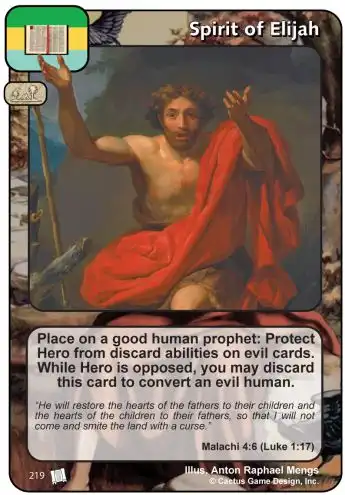 Spirit of Elijah
Place on a good human prophet: Protect
Hero from discard abilities on evil cards.
While Hero is opposed, you may discard
this card to convert an evil human.
"He will restore the hearts of the fathers to their children and
the hearts of the children to their fathers, so that I will not
come and smite the land with a curse."
Malachi 4:6 (Luke 1:17)
219
Illus. Anton Raphael Mengs
© Cactus Game Design, Inc.